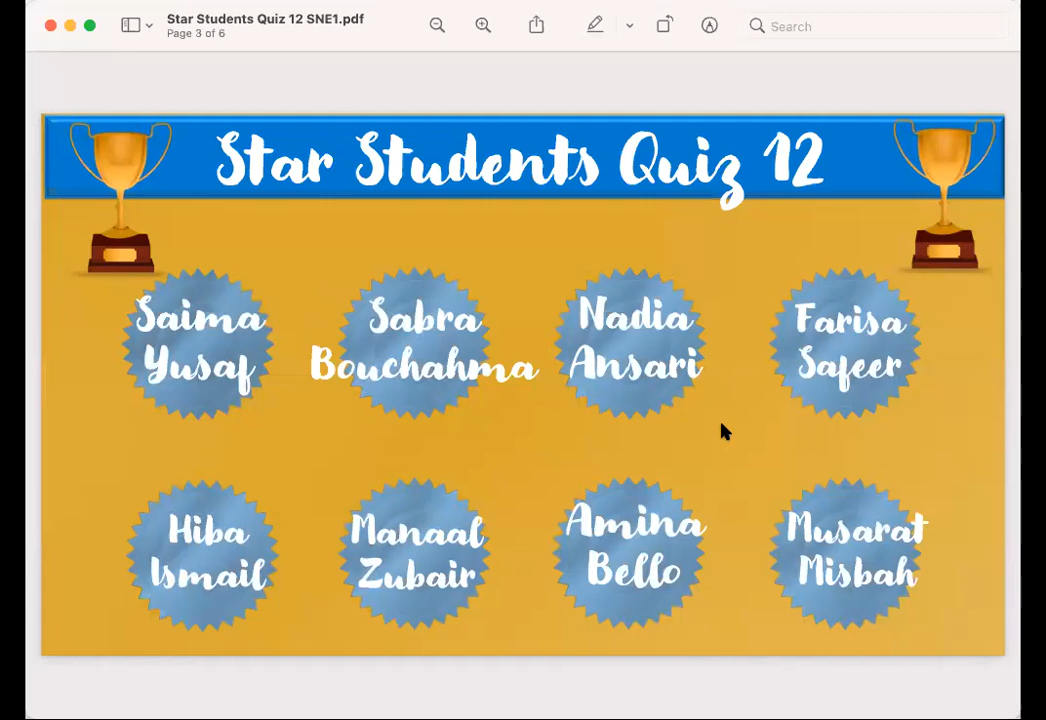 Star Students Quiz 12 SNE1.pdf
Page 3 of 6
Search
Star Students Quiz 12
Saima
Yusaf
Sabra
Bouchahma
Nadia
Ansari
Farisa
Safeer
Hiba
Ismail
Manaal
Zubair
Amina
Bello
Musarat
Misbah